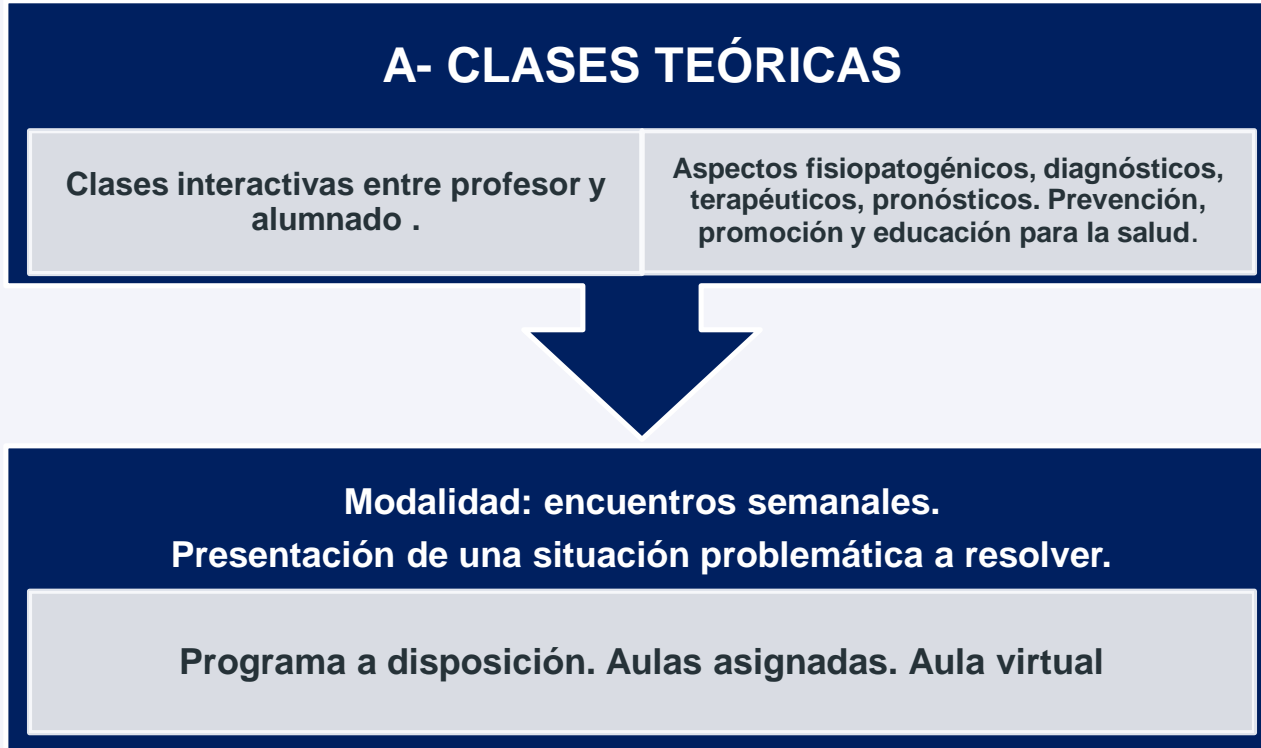 A- CLASES TEÓRICAS
Clases interactivas entre profesor y
alumnado .
Aspectos fisiopatogénicos, diagnósticos,
terapéuticos, pronósticos. Prevención,
promoción y educación para la salud.
Modalidad: encuentros semanales.
Presentación de una situación problemática a resolver.
Programa a disposición. Aulas asignadas. Aula virtual